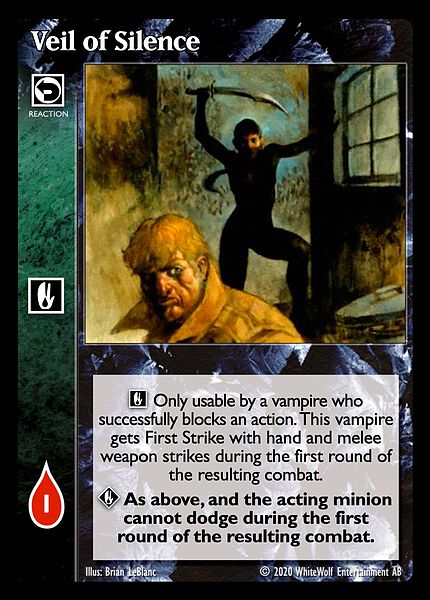 Veil of Silence
REACTION
Only usable by a vampire who
successfully blocks an action. This vampire
gets First Strike with hand and melee
weapon strikes during the first round of
the resulting combat.
As above, and the acting minion
cannot dodge during the first
round of the resulting combat.
1
Illus: Brian LeBlanc © 2020 WhiteWolf Entertainment AB